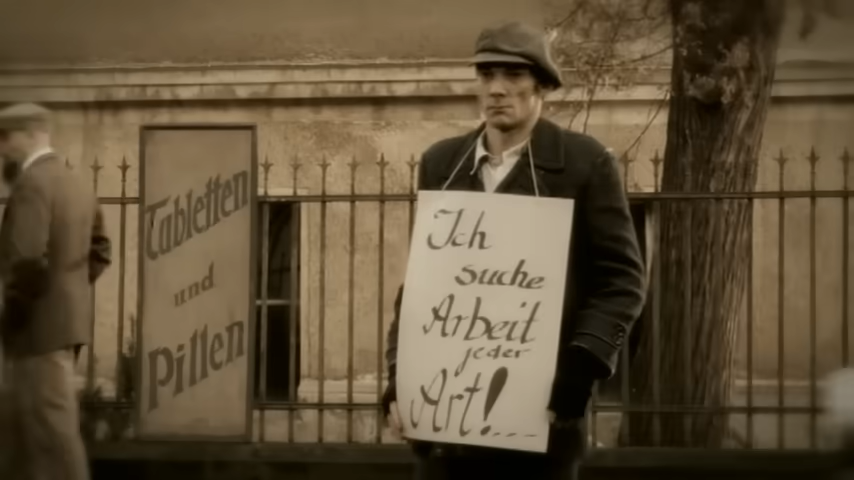 Tabletten
und
Pillen
Ich
suche
Arbeit
jeder
Art!...